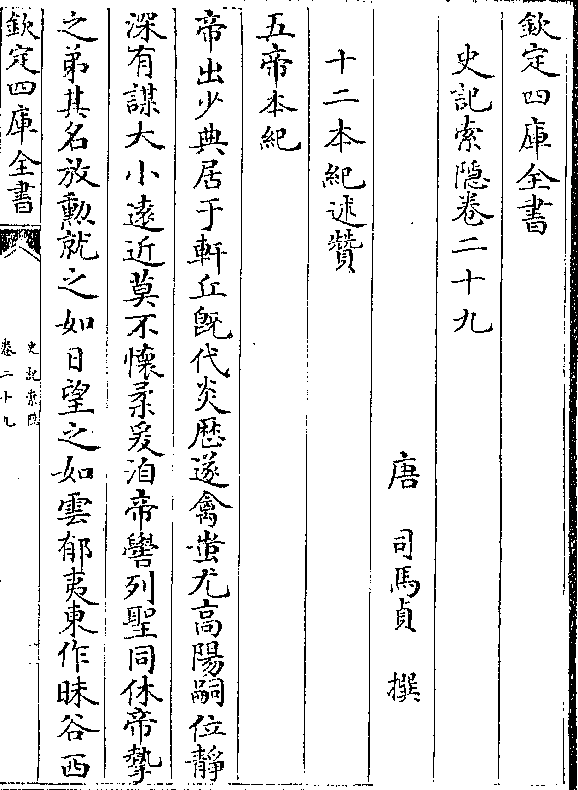 欽定四庫全書
史記索隠卷二十九
唐 司馬貞 撰
十二本紀述贊
五帝本紀
帝出少典居于軒丘既代炎歴遂禽蚩尤高陽嗣位靜
深有謀大小遠近莫不懷柔爰洎帝嚳列聖同休帝摯
之弟其名放勲就之如日望之如雲郁夷東作昧谷西
欽定四庫全書
史記索隠
卷二十九